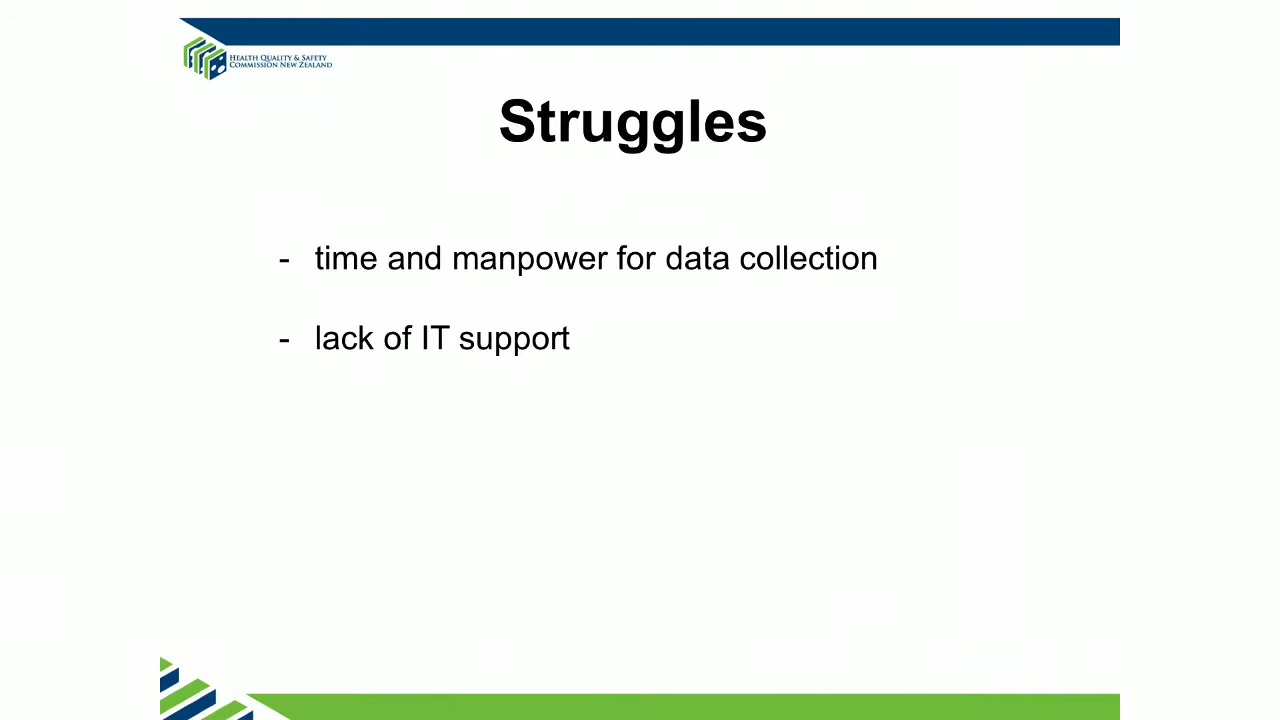 HEALTH QUALITY & SAFETY
COMMISSION NEW ZEALAND
Struggles
- time and manpower for data collection
- lack of IT support